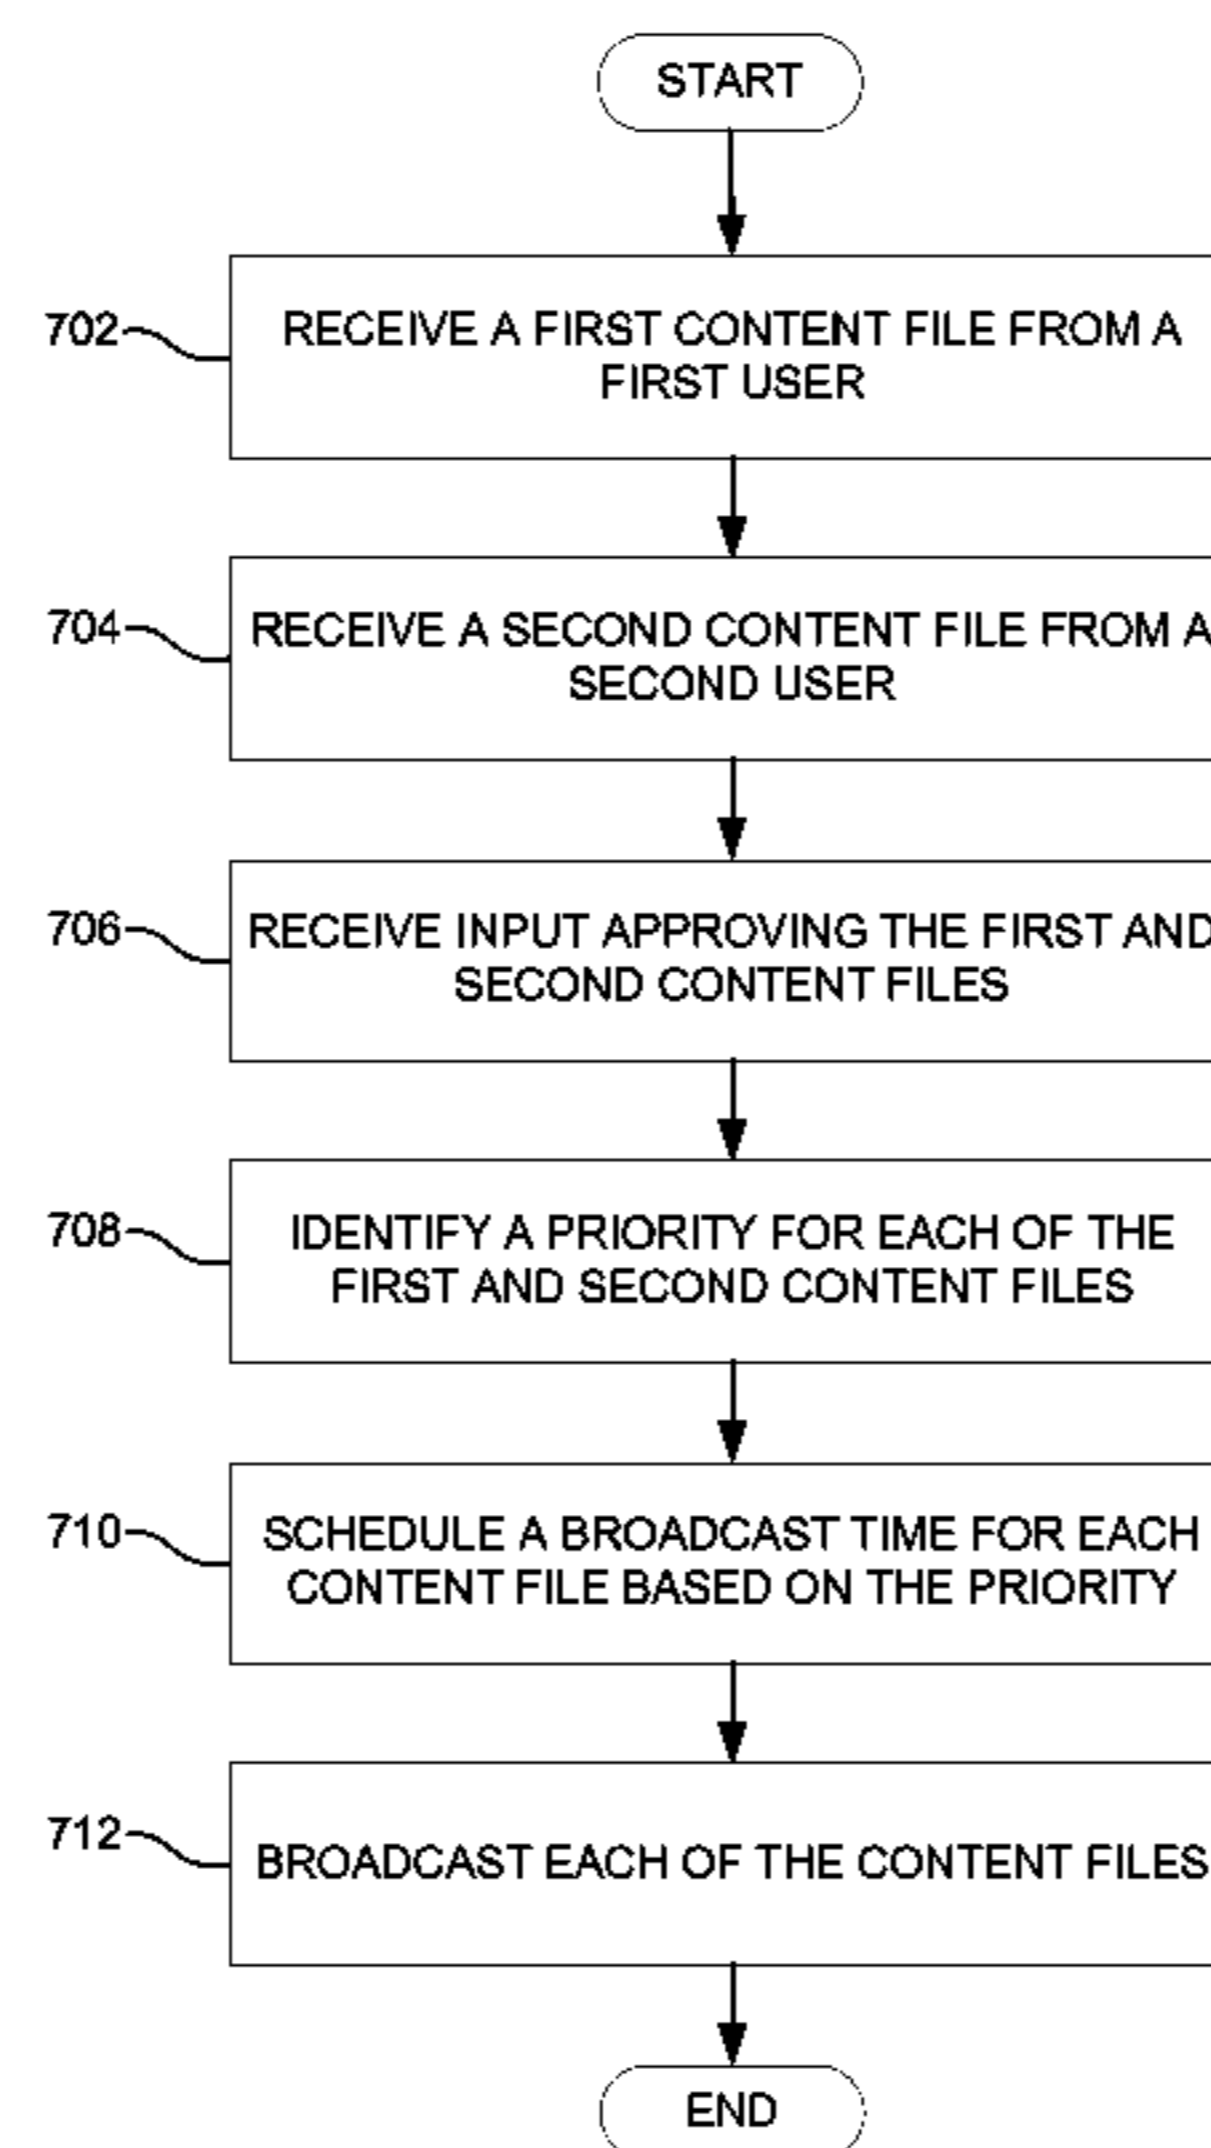 START
702
RECEIVE A FIRST CONTENT FILE FROM A
FIRST USER
704
RECEIVE A SECOND CONTENT FILE FROM A
SECOND USER
706
RECEIVE INPUT APPROVING THE FIRST AND
SECOND CONTENT FILES
708
IDENTIFY A PRIORITY FOR EACH OF THE
FIRST AND SECOND CONTENT FILES
710
SCHEDULE A BROADCAST TIME FOR EACH
CONTENT FILE BASED ON THE PRIORITY
712
BROADCAST EACH OF THE CONTENT FILES
END